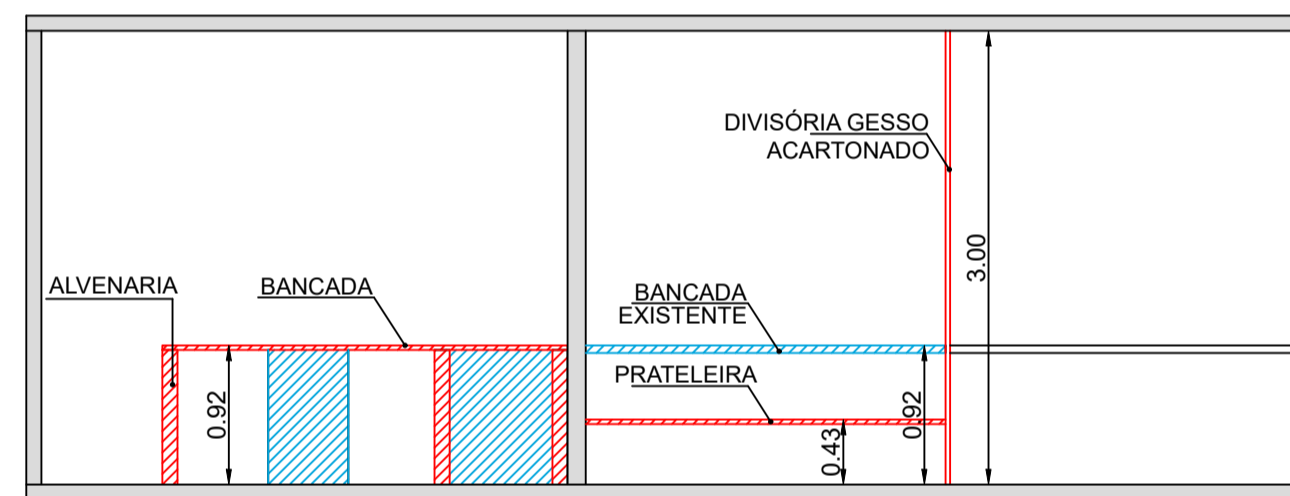 DIVISÓRIA GESSO
ACARTONADO
3.00
ALVENARIA
BANCADA
BANCADA
EXISTENTE
PRATELEIRA
0.92
0.92
0.43